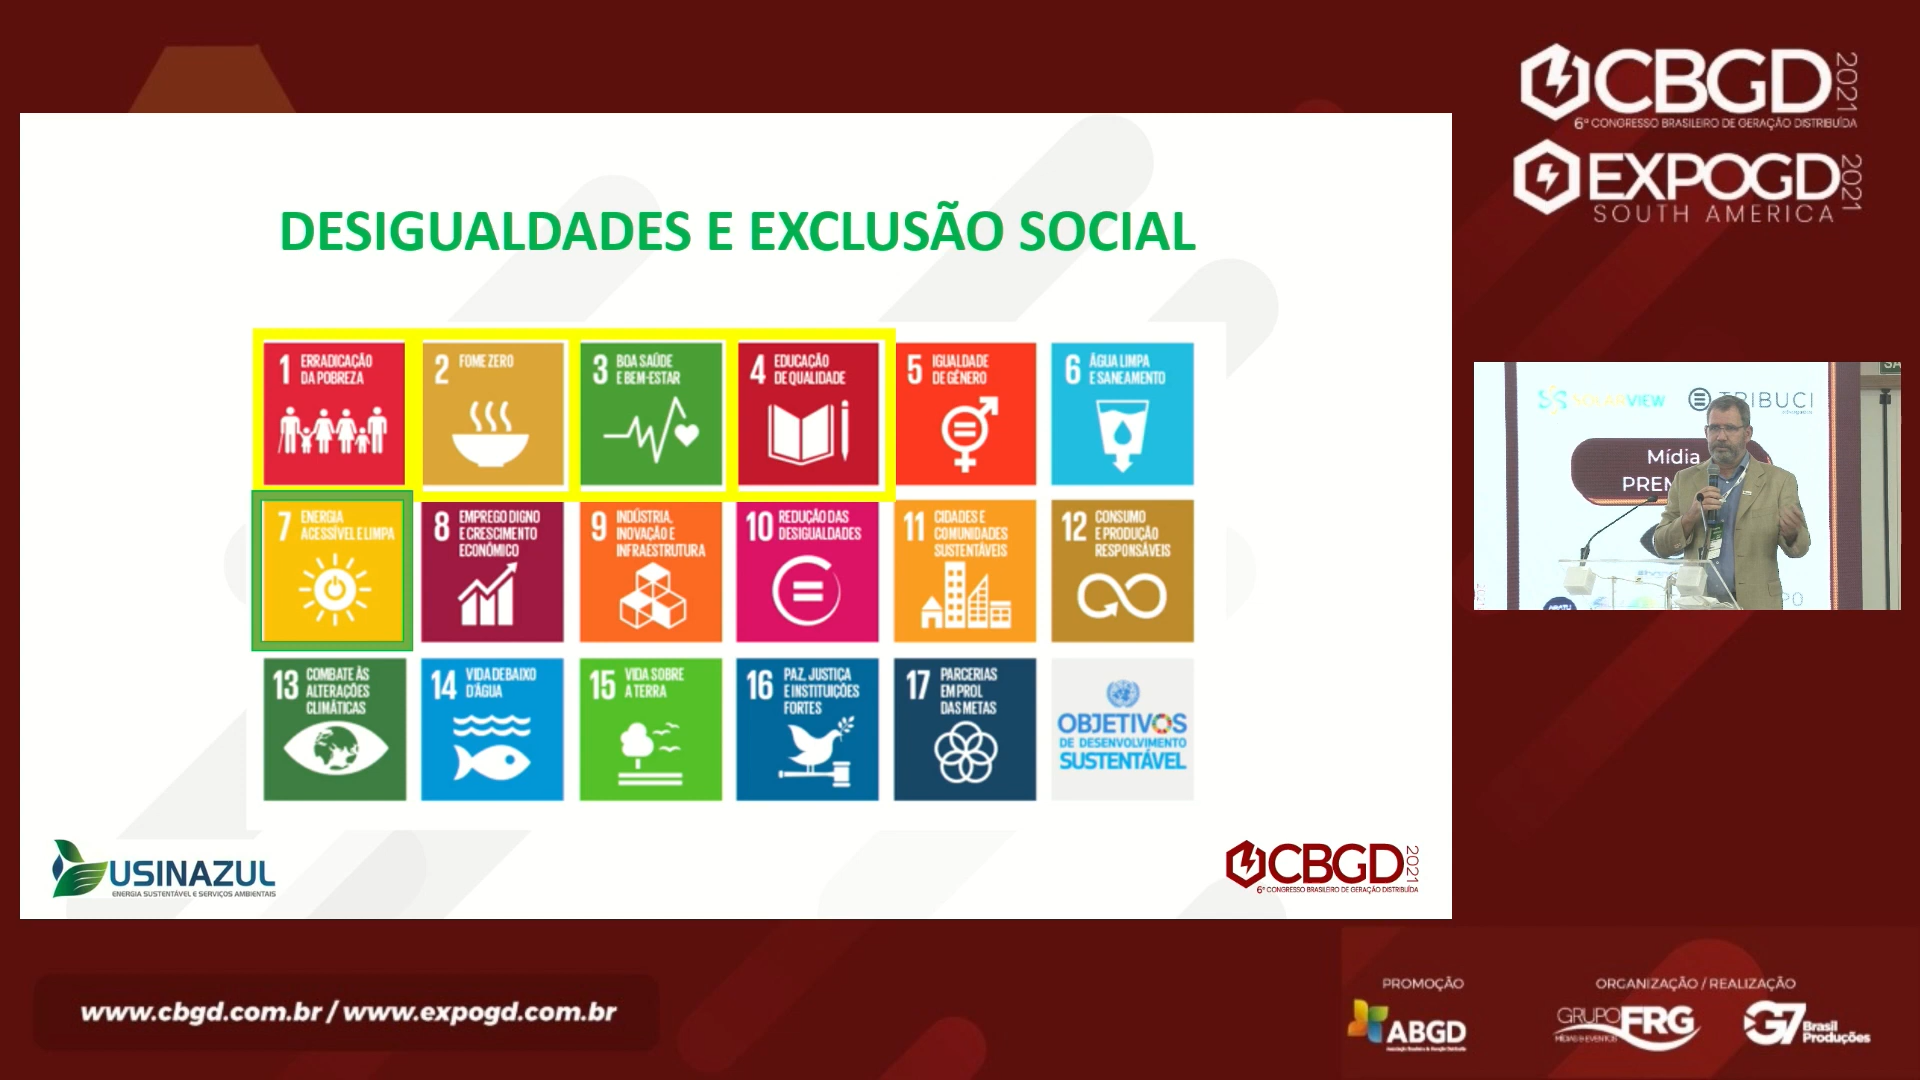 CBGD 2021
6º CONGRESSO BRASILEIRO DE GERAÇÃO DISTRIBUÍDA
EXPOGD 2021
SOUTH AMERICA
DESIGUALDADES E EXCLUSÃO SOCIAL
1 ERRADICAÇÃO
DA POBREZA
2 FOME ZERO
3 BOA SAÚDE
E BEM-ESTAR
4 EDUCAÇÃO
DE QUALIDADE
5 IGUALDADE
DE GÊNERO
6 ÁGUA LIMPA
E SANEAMENTO
7 ENERGIA
ACESSÍVEL E LIMPA
8 EMPREGO DIGNO
E CRESCIMENTO
ECONÔMICO
9 INDÚSTRIA,
INOVAÇÃO E
INFRAESTRUTURA
10 REDUÇÃO DAS
DESIGUALDADES
11 CIDADES E
COMUNIDADES
SUSTENTÁVEIS
12 CONSUMO
E PRODUÇÃO
RESPONSÁVEIS
13 COMBATE ÀS
ALTERAÇÕES
CLIMÁTICAS
14 VIDA DEBAIXO
D'ÁGUA
15 VIDA SOBRE
A TERRA
16 PAZ, JUSTIÇA
E INSTITUIÇÕES
FORTES
17 PARCERIAS
EM PROL
DAS METAS
OBJETIVOS
DE DESENVOLVIMENTO
SUSTENTÁVEL
USINAZUL
ENERGIA SUSTENTÁVEL E SERVIÇOS AMBIENTAIS
CBGD 2021
6º CONGRESSO BRASILEIRO DE GERAÇÃO DISTRIBUÍDA
VIEW
TRIBUCI
Mídia
PREM
www.cbgd.com.br / www.expogd.com.br
PROMOÇÃO
ABGD
ORGANIZAÇÃO / REALIZAÇÃO
GRUPO FRG
MÍDIAS & EVENTOS
G7 Brasil
Produções